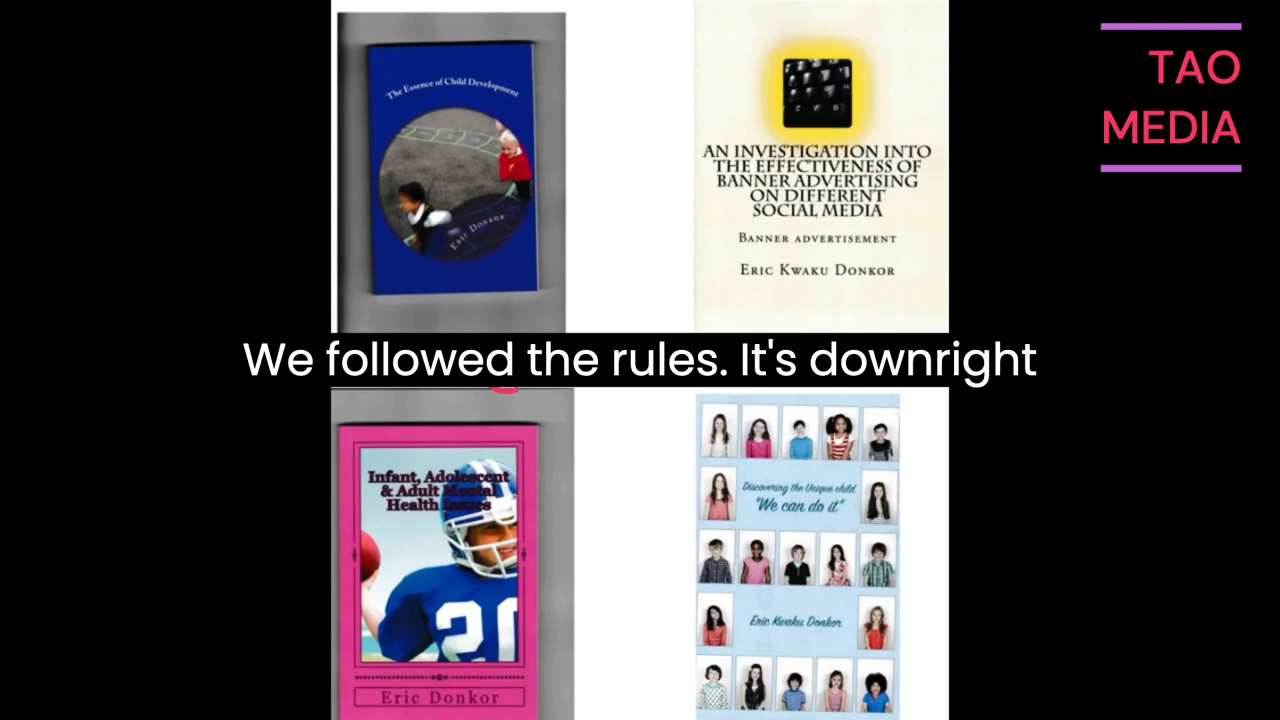 The Essence of Child Development
Eric Donkor
AN INVESTIGATION INTO
THE EFFECTIVENESS OF
BANNER ADVERTISING
ON DIFFERENT
SOCIAL MEDIA
BANNER ADVERTISEMENT
ERIC KWAKU DONKOR
TAO
MEDIA
We followed the rules. It's downright
Infant, Adolescent
& Adult Mental
Health Issues
20
Eric Donkor
Discovering the Unique child
"We can do it"
Eric Kwaku Donkor